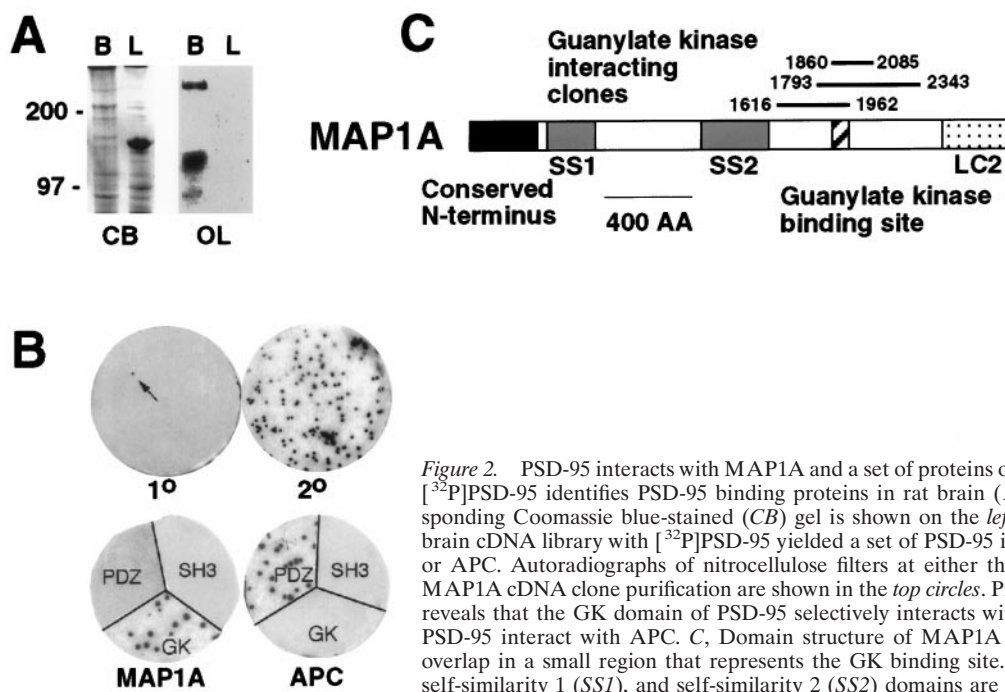 A
B L B L
200 -
97 -
CB OL
C
Guanylate kinase
interacting
clones
1860 2085
1793 2343
1616 1962
MAP1A
SS1 SS2 LC2
Conserved
N-terminus
400 AA
Guanylate kinase
binding site
B
1º 2º
PDZ SH3 GK
PDZ SH3 GK
MAP1A APC
Figure 2. PSD-95 interacts with MAP1A and a set of proteins
[³²P]PSD-95 identifies PSD-95 binding proteins in rat brain (
sponding Coomassie blue-stained (CB) gel is shown on the
brain cDNA library with [³²P]PSD-95 yielded a set of PSD-95
or APC. Autoradiographs of nitrocellulose filters at either
MAP1A cDNA clone purification are shown in the top circles.
reveals that the GK domain of PSD-95 selectively interacts
PSD-95 interact with APC. C, Domain structure of MAP1A
overlap in a small region that represents the GK binding site.
self-similarity 1 (SS1), and self-similarity 2 (SS2) domains are